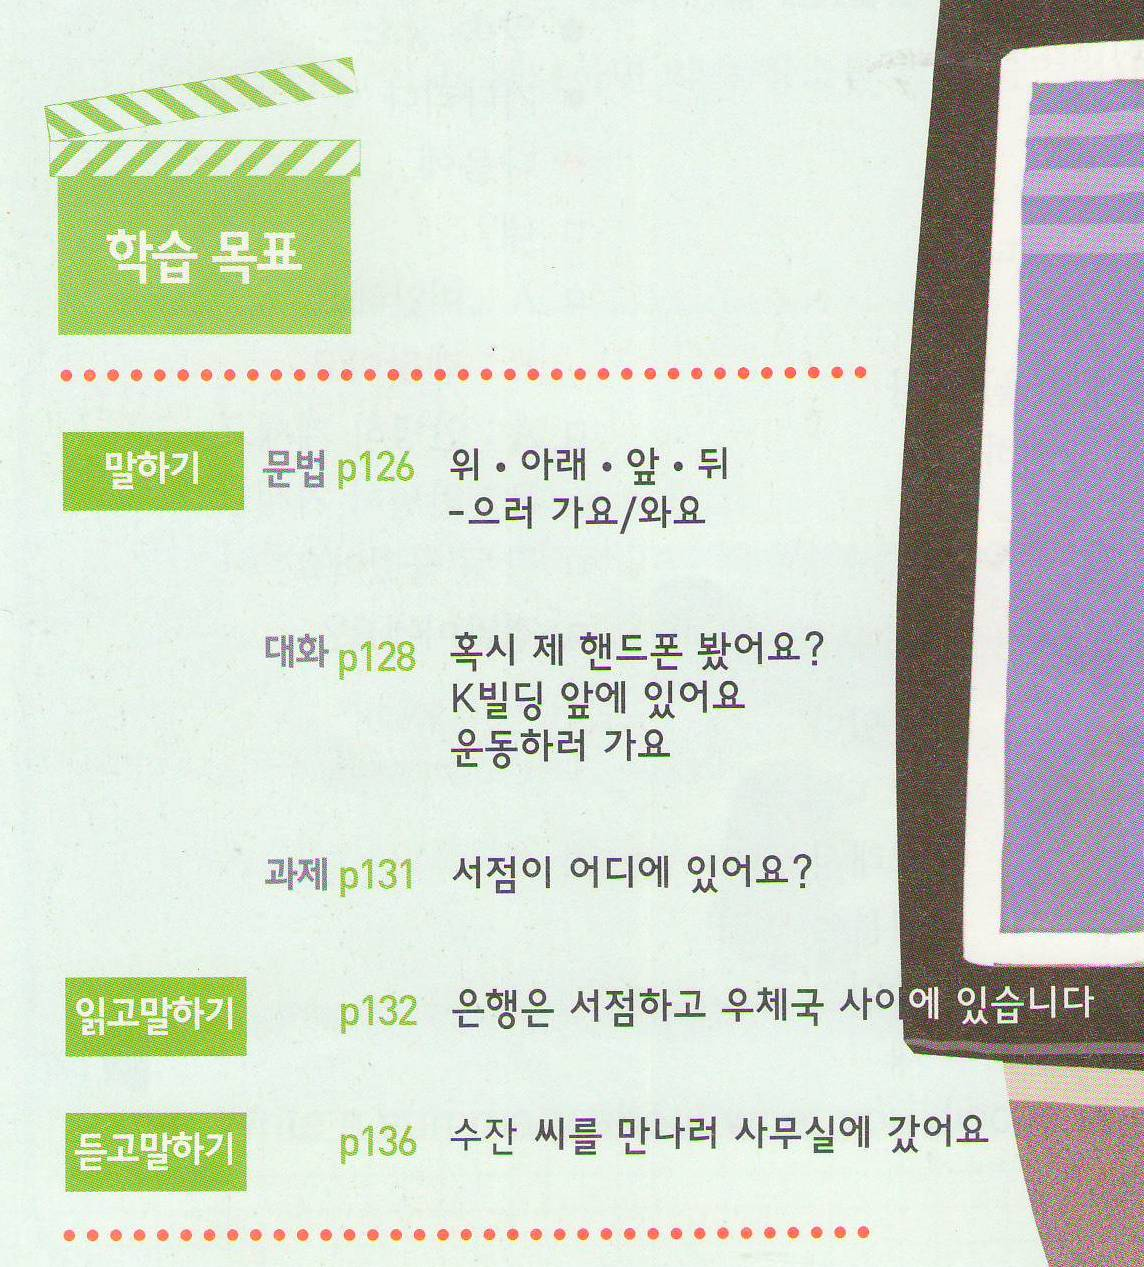 학습 목표
말하기 문법 p126 위 • 아래 • 앞 • 뒤
-으러 가요/와요
대화 p128 혹시 제 핸드폰 봤어요?
K빌딩 앞에 있어요
운동하러 가요
과제 p131 서점이 어디에 있어요?
읽고말하기 p132 은행은 서점하고 우체국 사이에 있습니다
듣고말하기 p136 수잔 씨를 만나러 사무실에 갔어요